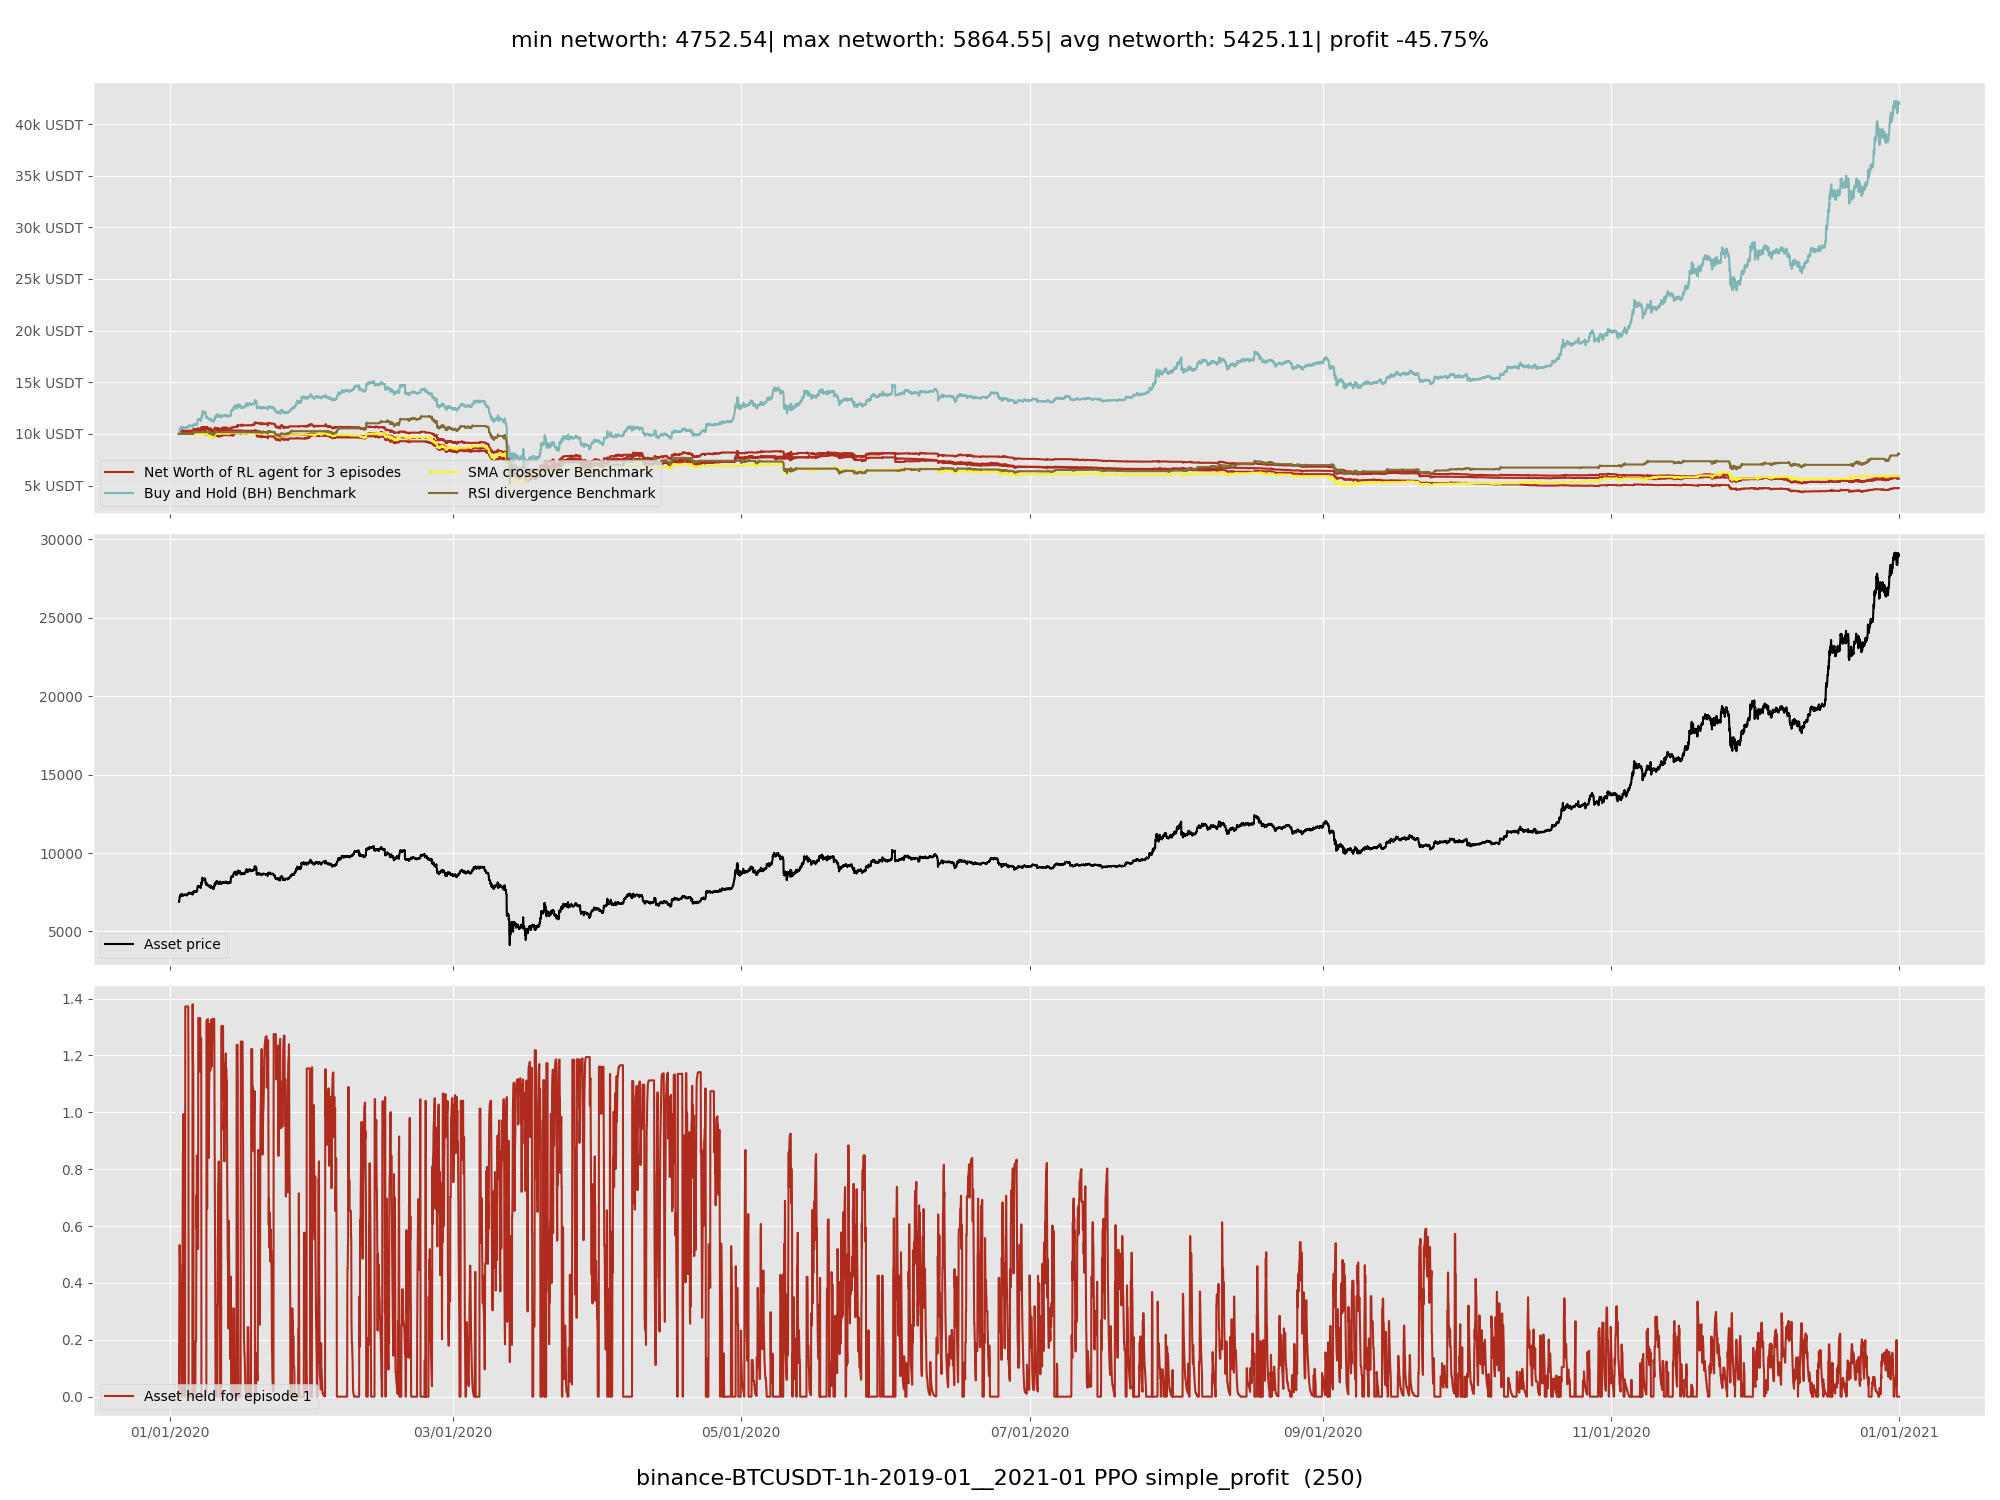 min networth: 4752.54| max networth: 5864.55| avg networth: 5425.11| profit -45.75%
40k USDT
35k USDT
30k USDT
25k USDT
20k USDT
15k USDT
10k USDT
5k USDT
Net Worth of RL agent for 3 episodes
Buy and Hold (BH) Benchmark
SMA crossover Benchmark
RSI divergence Benchmark
30000
25000
20000
15000
10000
5000
Asset price
1.4
1.2
1.0
0.8
0.6
0.4
0.2
0.0
Asset held for episode 1
01/01/2020
03/01/2020
05/01/2020
07/01/2020
09/01/2020
11/01/2020
01/01/2021
binance-BTCUSDT-1h-2019-01__2021-01 PPO simple_profit (250)